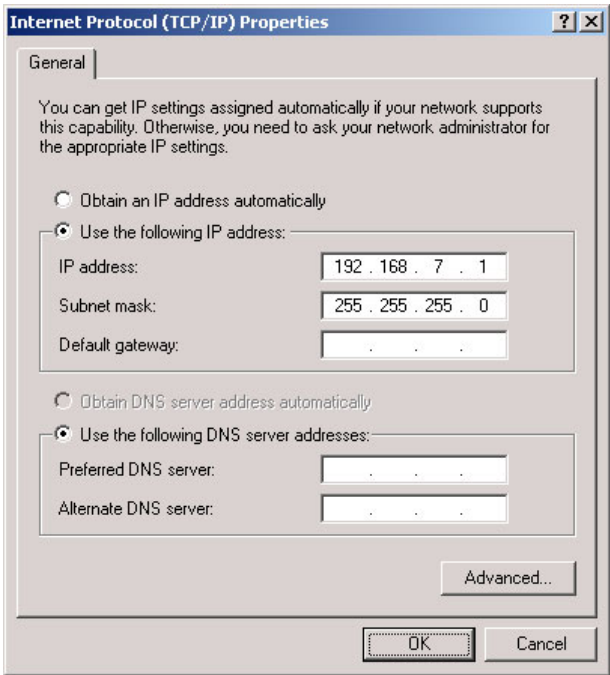 Internet Protocol (TCP/IP) Properties
General
You can get IP settings assigned automatically if your network supports
this capability. Otherwise, you need to ask your network administrator for
the appropriate IP settings.
Obtain an IP address automatically
Use the following IP address:
IP address: 192 . 168 . 7 . 1
Subnet mask: 255 . 255 . 255 . 0
Default gateway: . . .
Obtain DNS server address automatically
Use the following DNS server addresses:
Preferred DNS server: . . .
Alternate DNS server: . . .
Advanced...
OK Cancel